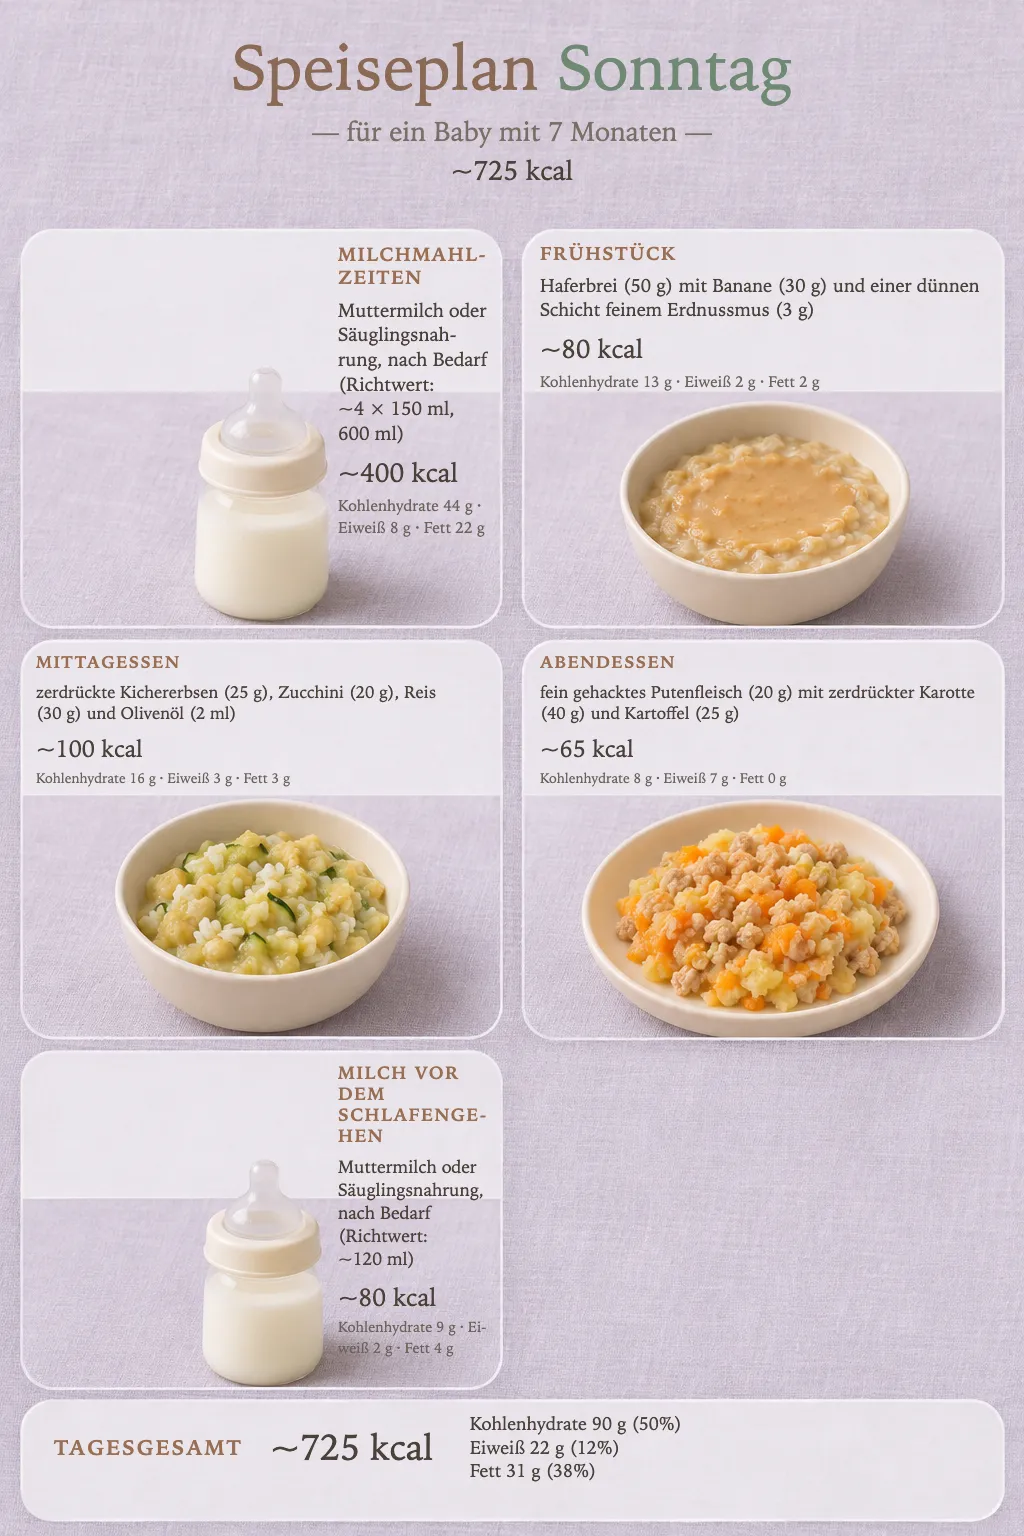 Speiseplan Sonntag
— für ein Baby mit 7 Monaten —
~725 kcal
MILCHMAHL-
ZEITEN
Muttermilch oder
Säuglingsnah-
rung, nach Bedarf
(Richtwert:
~4 × 150 ml,
600 ml)
~400 kcal
Kohlenhydrate 44 g ·
Eiweiß 8 g · Fett 22 g
FRÜHSTÜCK
Haferbrei (50 g) mit Banane (30 g) und einer dünnen
Schicht feinem Erdnussmus (3 g)
~80 kcal
Kohlenhydrate 13 g · Eiweiß 2 g · Fett 2 g
MITTAGESSEN
zerdrückte Kichererbsen (25 g), Zucchini (20 g), Reis
(30 g) und Olivenöl (2 ml)
~100 kcal
Kohlenhydrate 16 g · Eiweiß 3 g · Fett 3 g
ABENDESSEN
fein gehacktes Putenfleisch (20 g) mit zerdrückter Karotte
(40 g) und Kartoffel (25 g)
~65 kcal
Kohlenhydrate 8 g · Eiweiß 7 g · Fett 0 g
MILCH VOR
DEM
SCHLAFENGE-
HEN
Muttermilch oder
Säuglingsnahrung,
nach Bedarf
(Richtwert:
~120 ml)
~80 kcal
Kohlenhydrate 9 g · Ei-
weiß 2 g · Fett 4 g
TAGESGESAMT
~725 kcal
Kohlenhydrate 90 g (50%)
Eiweiß 22 g (12%)
Fett 31 g (38%)